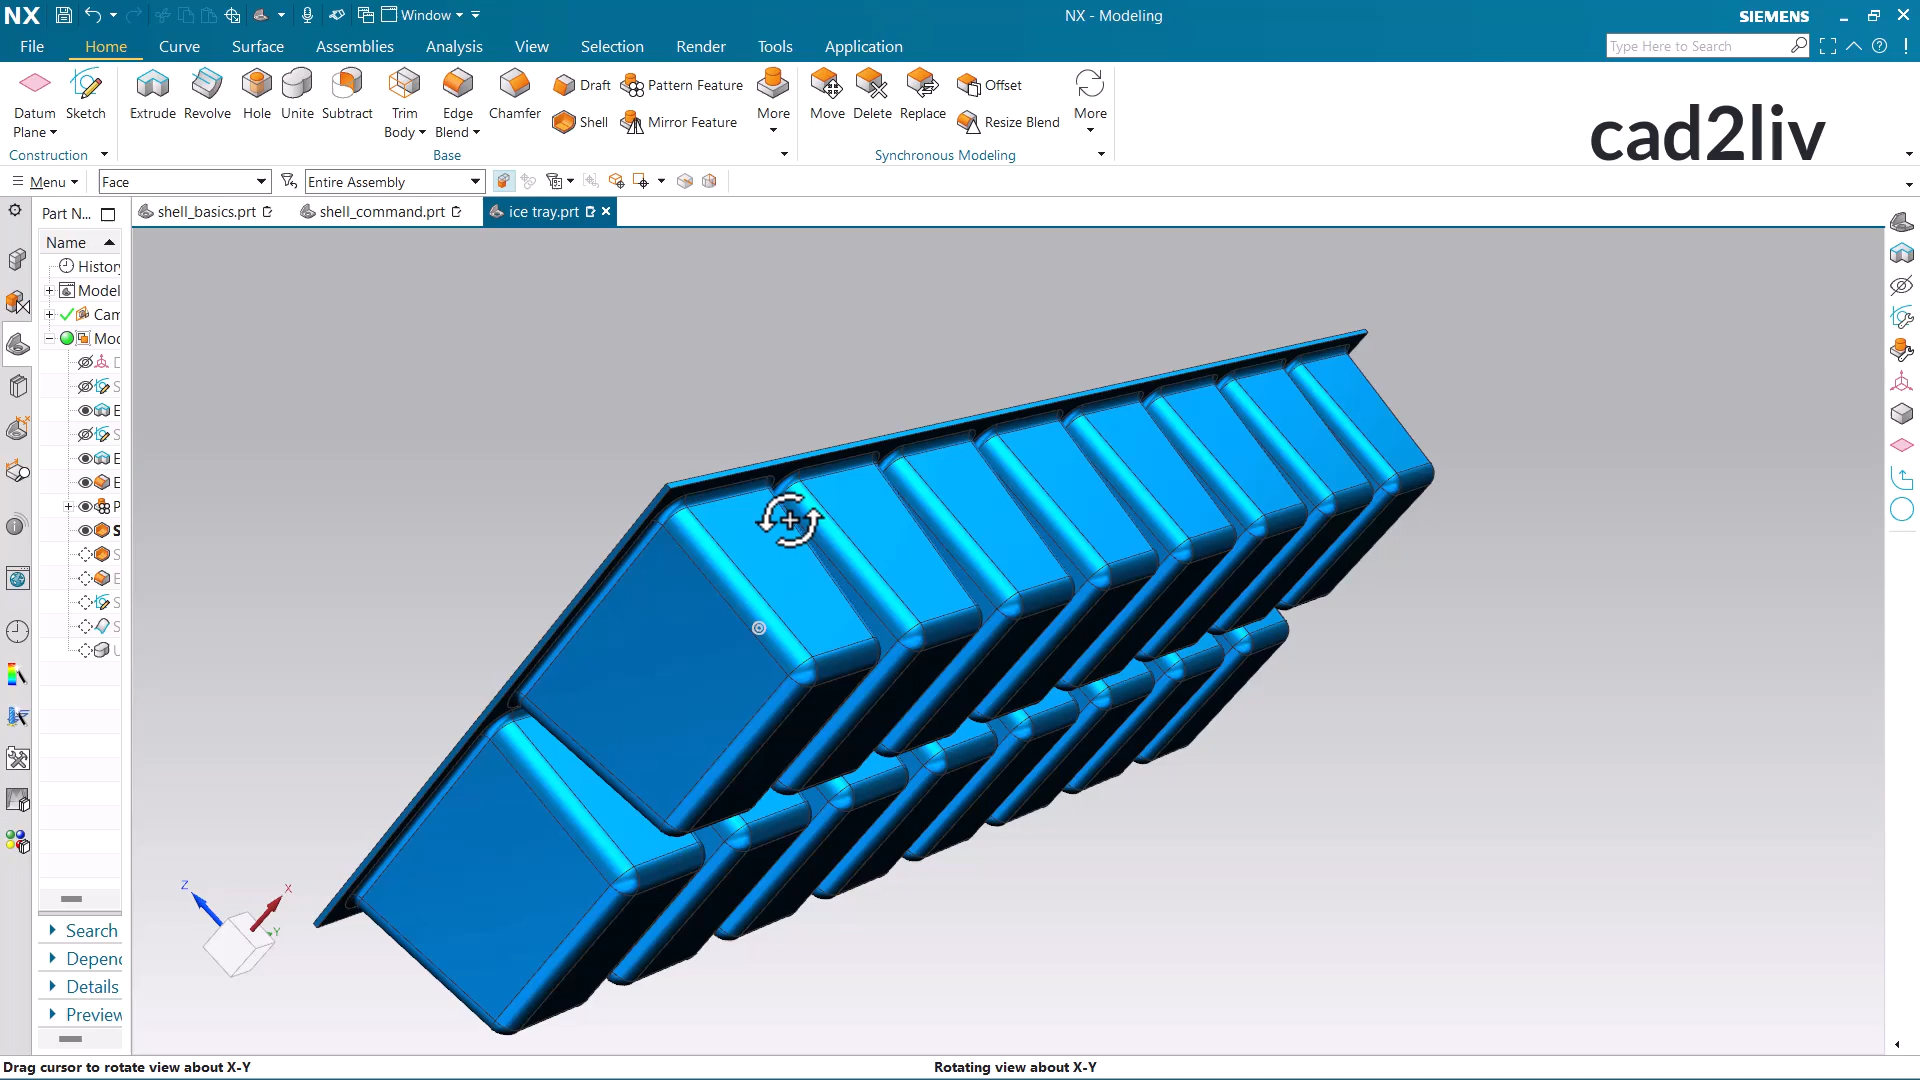 NX Window NX - Modeling SIEMENS
File Home Curve Surface Assemblies Analysis View Selection Render Tools Application Type Here to Search
Datum Plane Sketch Extrude Revolve Hole Unite Subtract Trim Body Edge Blend Chamfer Draft Shell Pattern Feature Mirror Feature More Move Delete Replace Offset Resize Blend More
cad2liv
Construction Base Synchronous Modeling
Menu Face Entire Assembly
Part N... shell_basics.prt shell_command.prt ice tray.prt
Name
History
Model
Cam
Mod
S
E
S
E
E
P
S
S
E
S
S
U
Z X
Y
Search
Depend
Details
Preview
Drag cursor to rotate view about X-Y Rotating view about X-Y